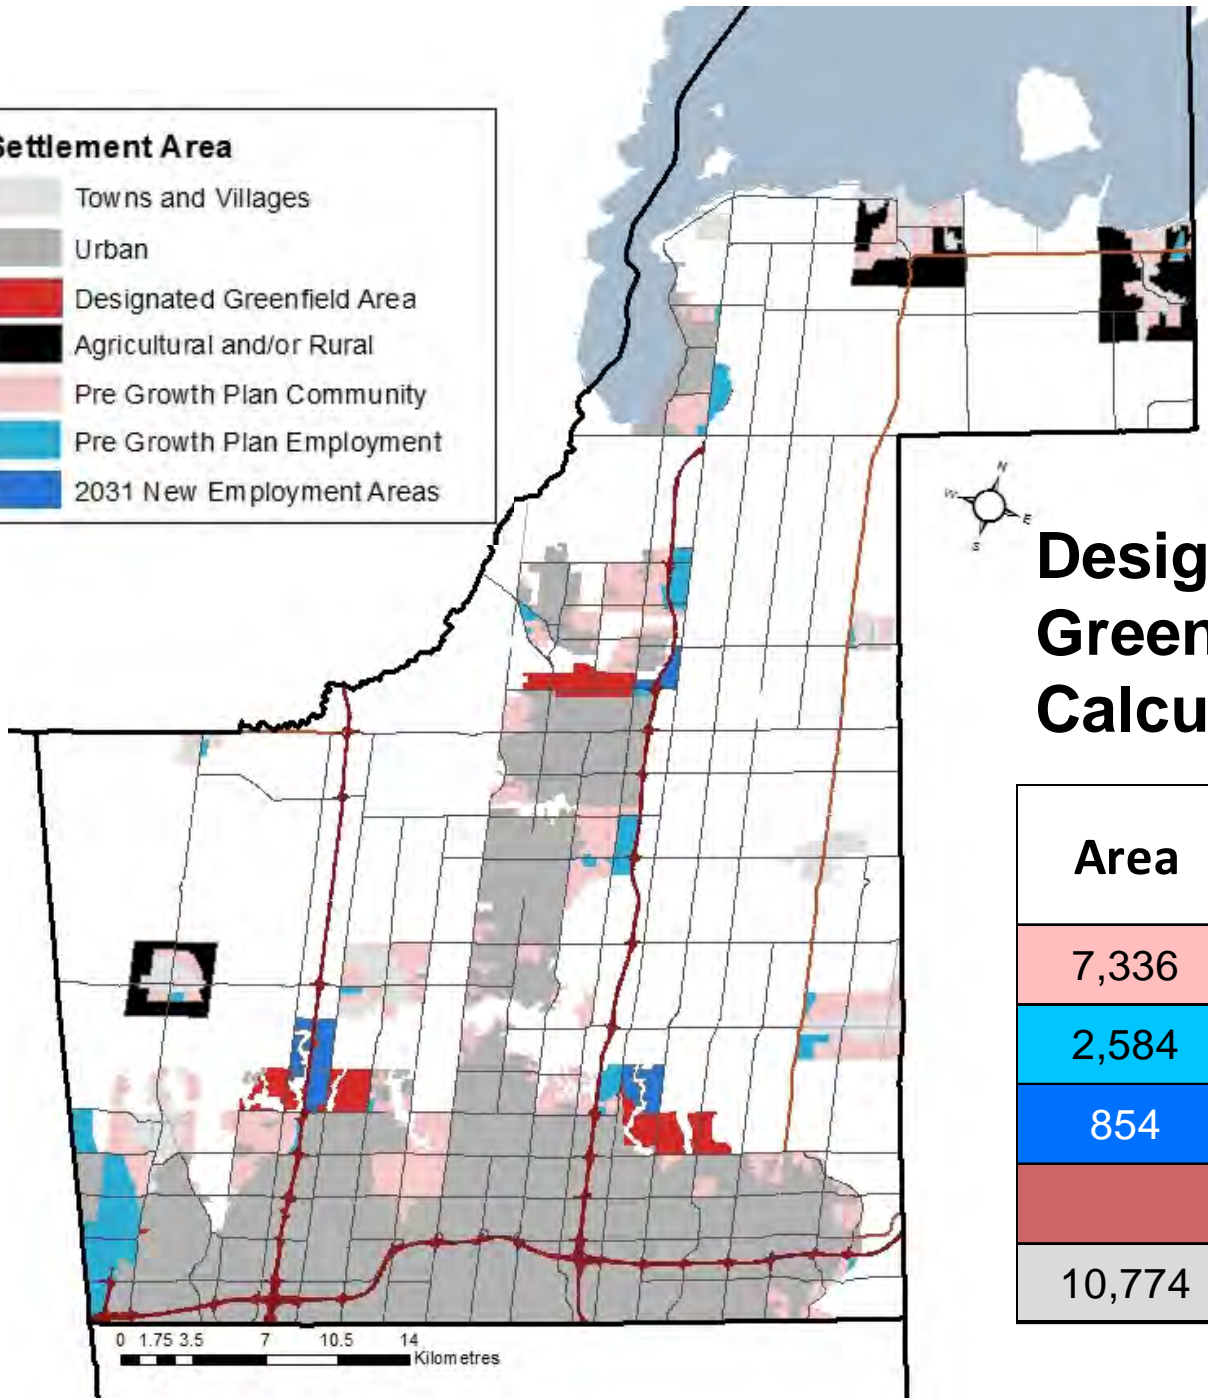 Settlement Area
Towns and Villages
Urban
Designated Greenfield Area
Agricultural and/or Rural
Pre Growth Plan Community
Pre Growth Plan Employment
2031 New Employment Areas
N
W
E
S
Desig
Green
Calcu
Area
7,336
2,584
854
10,774
0 1.75 3.5 7 10.5 14
Kilometres